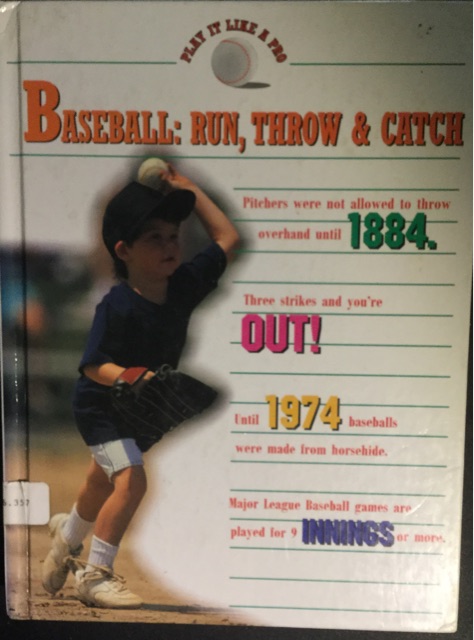 PLAY IT LIKE A PRO
BASEBALL: RUN, THROW & CATCH
Pitchers were not allowed to throw
overhand until 1884.
Three strikes and you're
OUT!
Until 1974 baseballs
were made from horsehide.
Major League Baseball games are
played for 9 INNINGS or more.
6.357